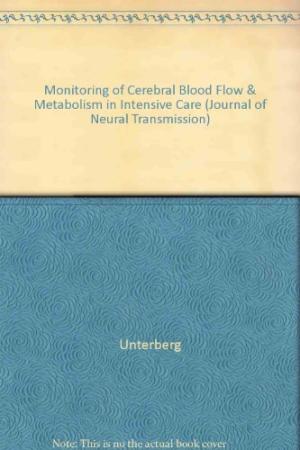 Monitoring of Cerebral Blood Flow &
Metabolism in Intensive Care (Journal of
Neural Transmission)
Unterberg
Note: This is no the actual book cover